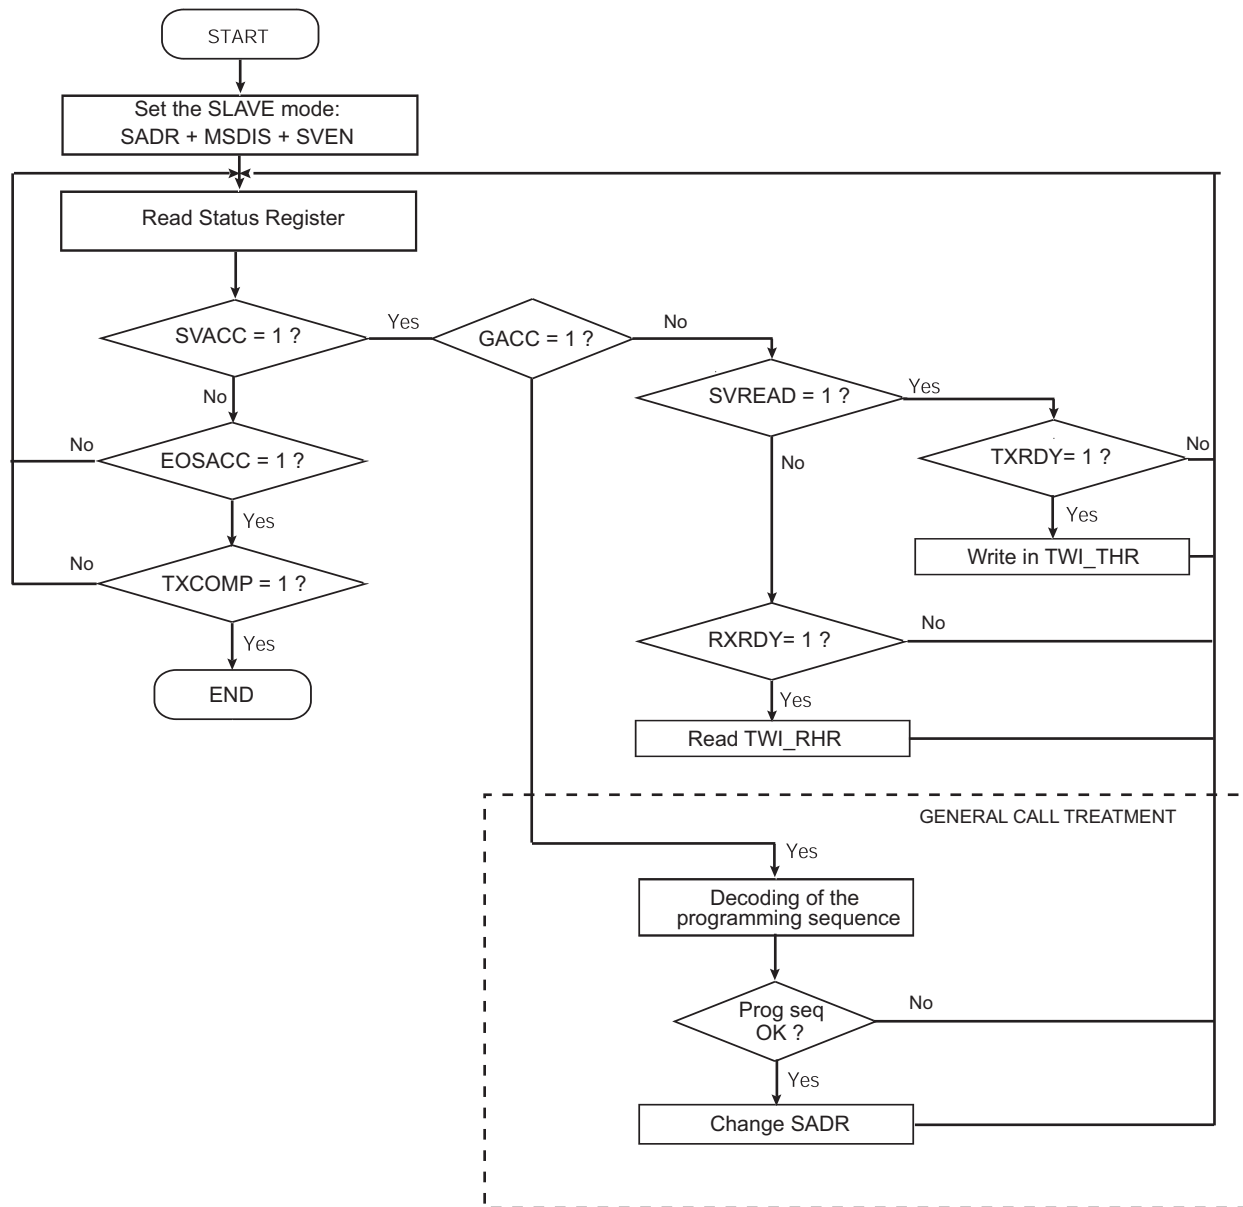 START
Set the SLAVE mode:
SADR + MSDIS + SVEN
Read Status Register
SVACC = 1 ?
Yes
GACC = 1 ?
No
SVREAD = 1 ?
Yes
No
EOSACC = 1 ?
No
TXRDY= 1 ?
No
No
Yes
Yes
Write in TWI_THR
TXCOMP = 1 ?
No
Yes
END
RXRDY= 1 ?
No
Yes
Read TWI_RHR
GENERAL CALL TREATMENT
Yes
Decoding of the
programming sequence
Prog seq
OK ?
No
Yes
Change SADR